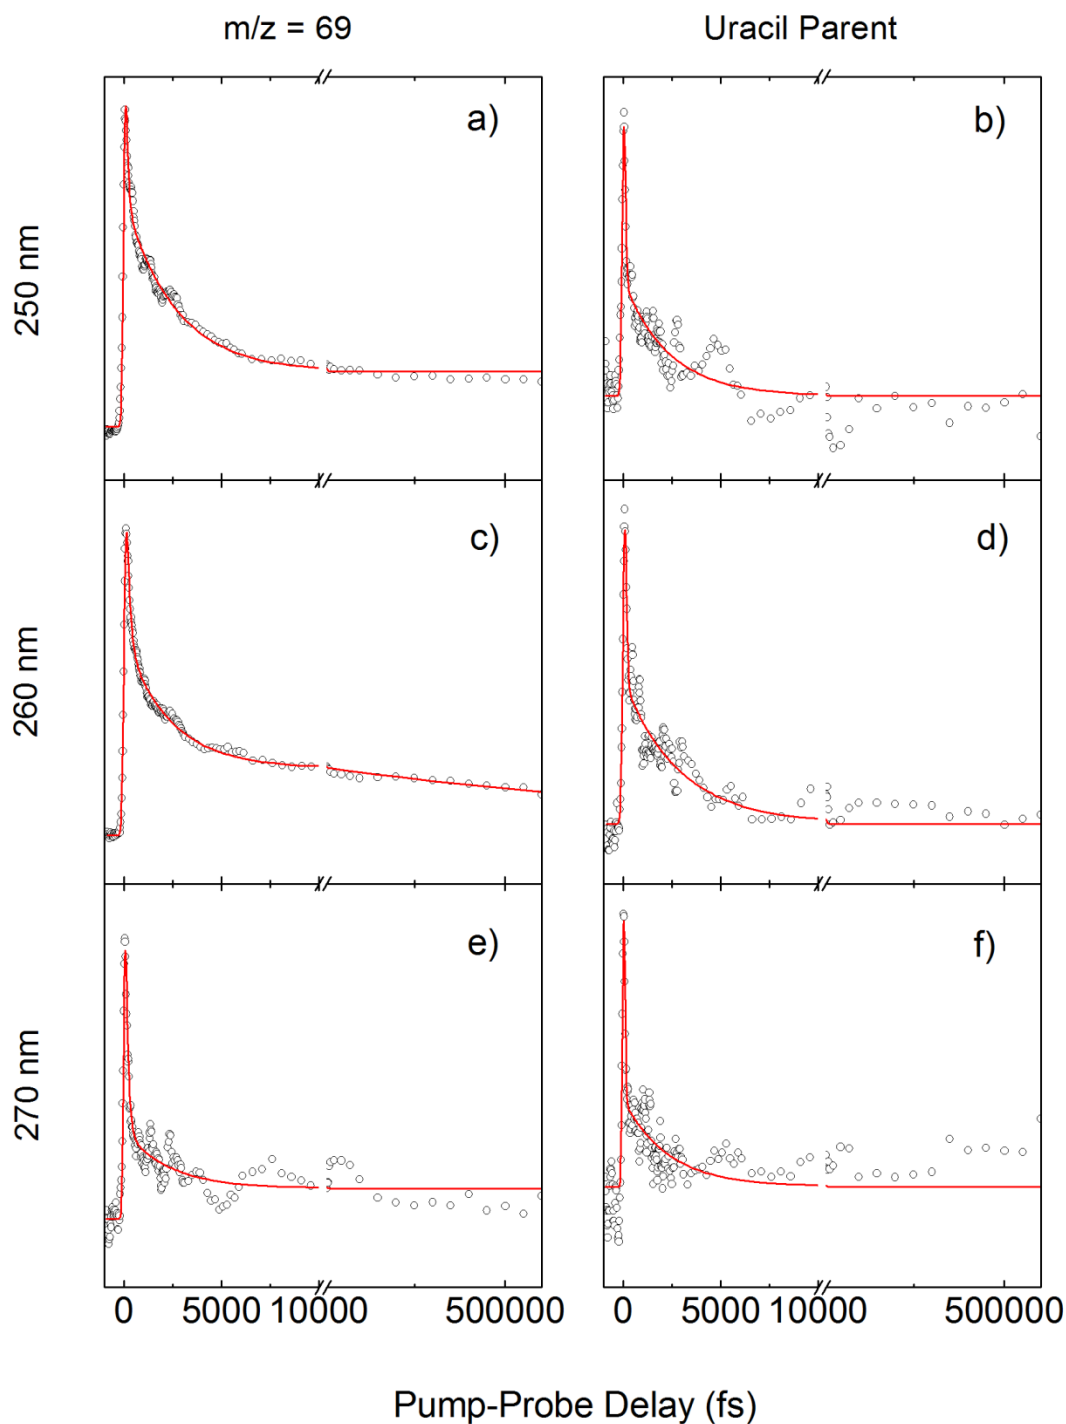 m/z = 69 Uracil Parent
a) b)
250 nm
c) d)
260 nm
e) f)
270 nm
0 5000 10000 500000 0 5000 10000 500000
Pump-Probe Delay (fs)